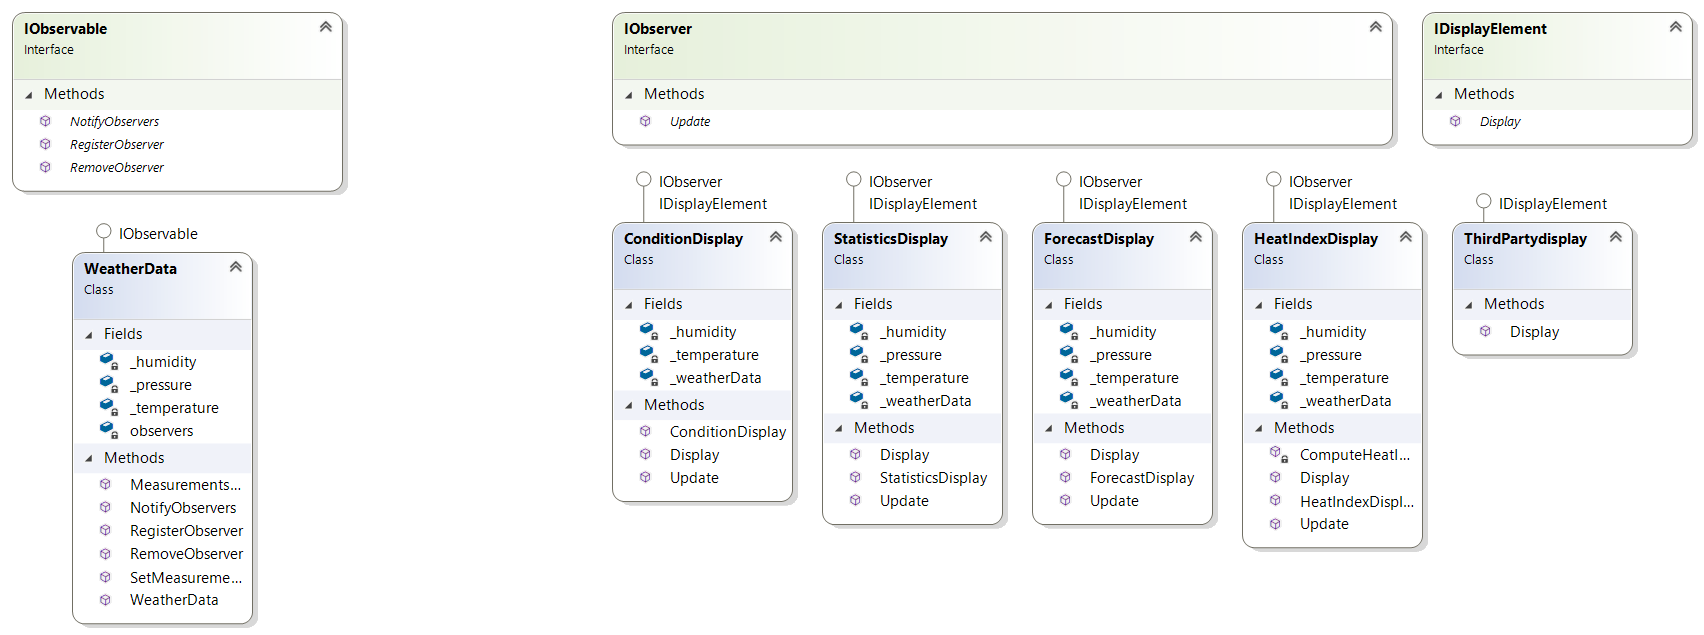 IObservable
Interface
Methods
NotifyObservers
RegisterObserver
RemoveObserver
IObservable
WeatherData
Class
Fields
_humidity
_pressure
_temperature
observers
Methods
Measurements...
NotifyObservers
RegisterObserver
RemoveObserver
SetMeasureme...
WeatherData
IObserver
Interface
Methods
Update
IDisplayElement
Interface
Methods
Display
IObserver
IDisplayElement
ConditionDisplay
Class
Fields
_humidity
_temperature
_weatherData
Methods
ConditionDisplay
Display
Update
IObserver
IDisplayElement
StatisticsDisplay
Class
Fields
_humidity
_pressure
_temperature
_weatherData
Methods
Display
StatisticsDisplay
Update
IObserver
IDisplayElement
ForecastDisplay
Class
Fields
_humidity
_pressure
_temperature
_weatherData
Methods
Display
ForecastDisplay
Update
IObserver
IDisplayElement
HeatIndexDisplay
Class
Fields
_humidity
_pressure
_temperature
_weatherData
Methods
ComputeHeatI...
Display
HeatIndexDispl...
Update
IDisplayElement
ThirdPartydisplay
Class
Methods
Display